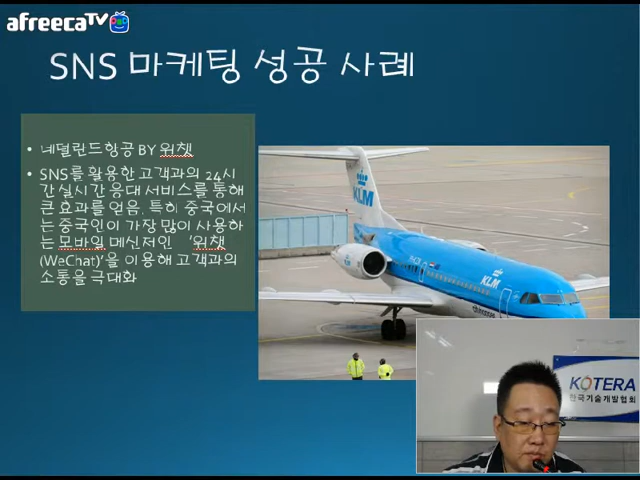 afreecaTV
SNS 마케팅 성공 사례
• 네덜란드항공 BY 위쳇
• SNS를 활용한 고객과의 24시
간 실시간 응대 서비스를 통해
큰 효과를 얻음. 특히 중국에서
는 중국인이 가장 많이 사용하
는 모바일 메신저인 ‘위챗
(WeChat)’을 이용해 고객과의
소통을 극대화
KLM
KLM
KOTERA
한국기술개발협회